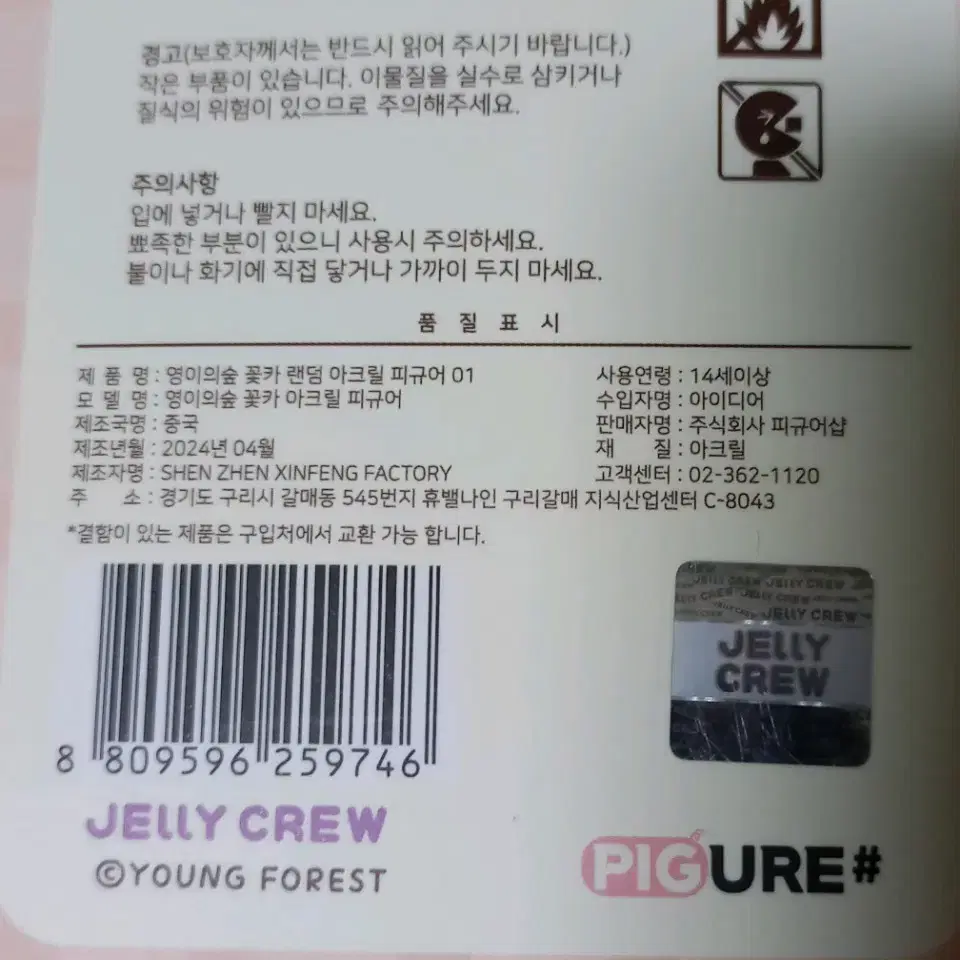 경고(보호자께서는 반드시 읽어 주시기 바랍니다.)
작은 부품이 있습니다. 이물질을 실수로 삼키거나
질식의 위험이 있으므로 주의해주세요.
주의사항
입에 넣거나 빨지 마세요.
뾰족한 부분이 있으니 사용시 주의하세요.
불이나 화기에 직접 닿거나 가까이 두지 마세요.
품 질 표 시
제 품 명 : 영이의숲 꽃카 랜덤 아크릴 피규어 01
모 델 명 : 영이의숲 꽃카 아크릴 피규어
제조국명 : 중국
제조년월 : 2024년 04월
제조자명 : SHEN ZHEN XINFENG FACTORY
사용연령 : 14세이상
수입자명 : 아이디어
판매자명 : 주식회사 피규어샵
재 질 : 아크릴
고객센터 : 02-362-1120
주 소 : 경기도 구리시 갈매동 545번지 휴밸나인 구리갈매 지식산업센터 C-8043
*결함이 있는 제품은 구입처에서 교환 가능 합니다.
JELLY CREW JELLY CREW
JELLY CREW
JELLY CREW
JELLY
CREW
8 809596 259746
JELLY CREW
©YOUNG FOREST
PIGURE#